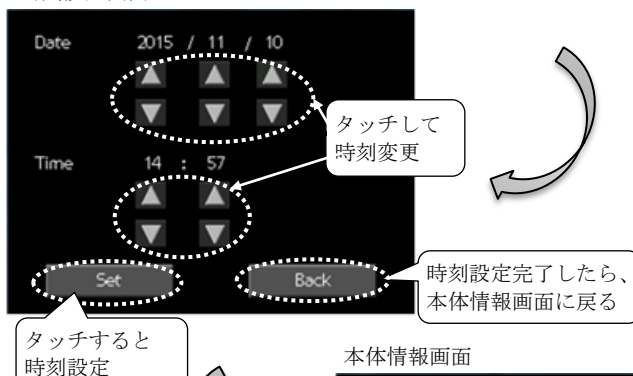 Date 2015 / 11 / 10
タッチして
時刻変更
Time 14 : 57
Set Back
時刻設定完了したら、
本体情報画面に戻る
タッチすると
時刻設定
本体情報画面